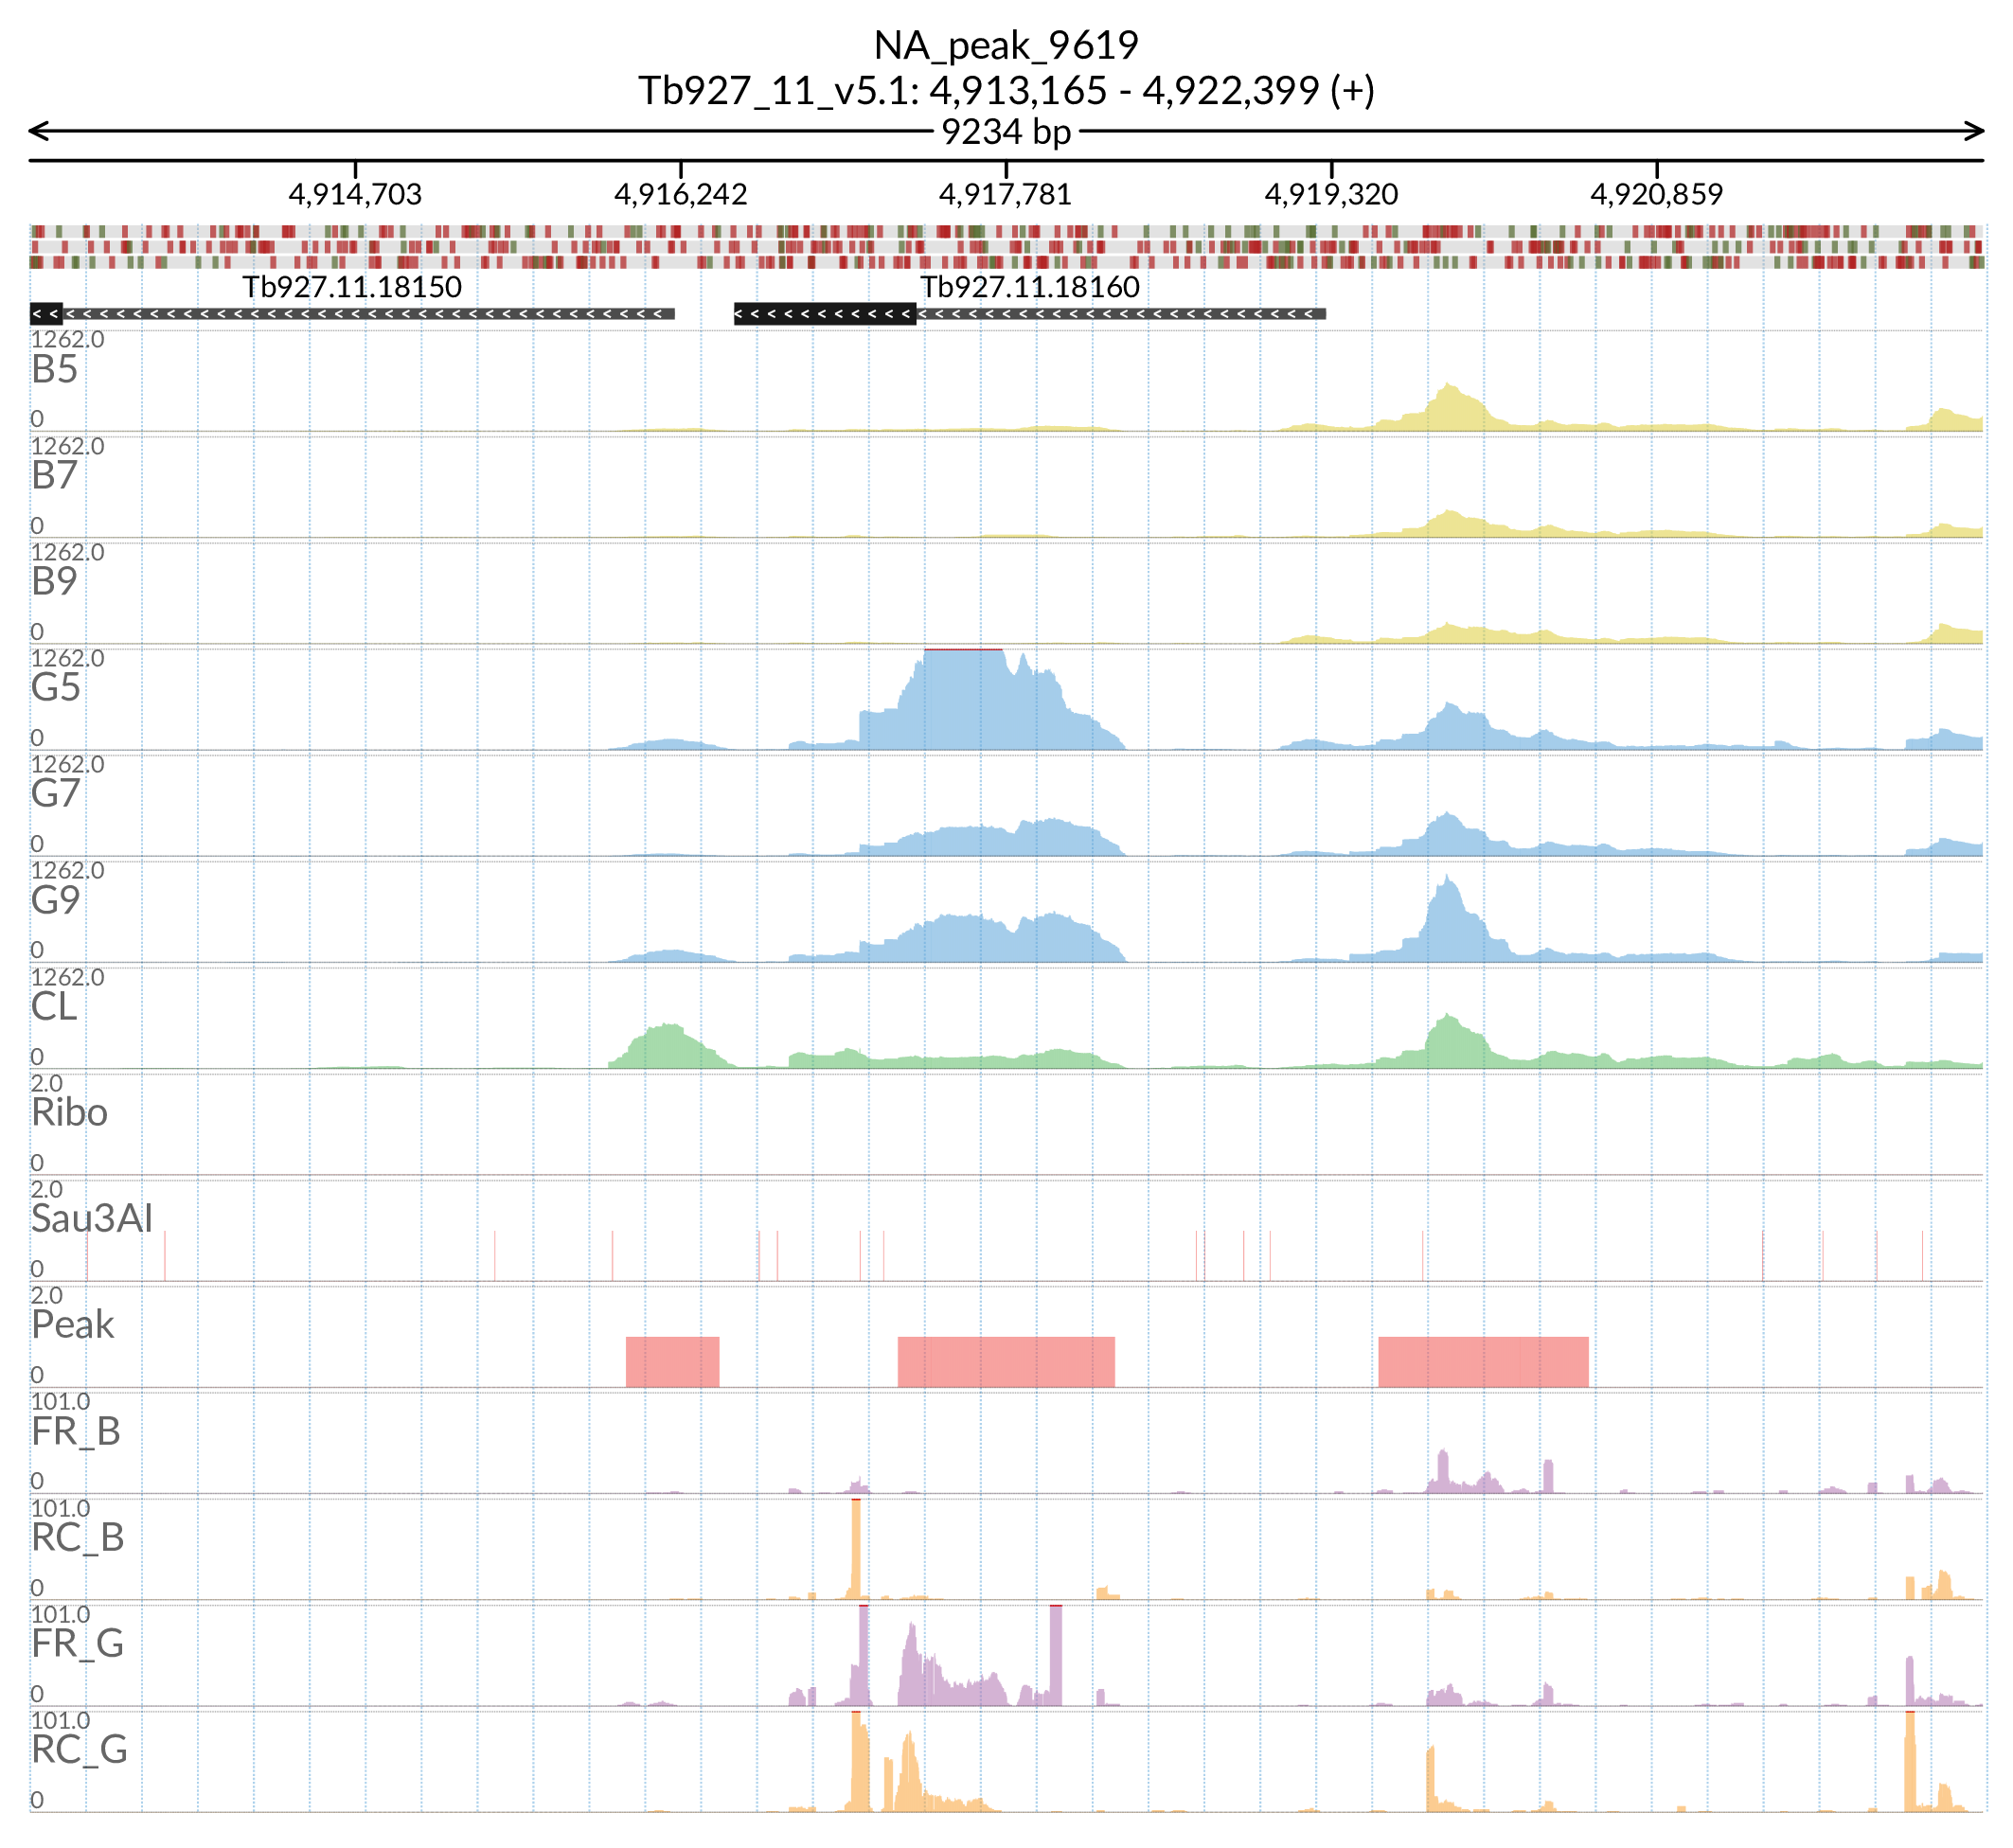 NA_peak_9619
Tb927_11_v5.1: 4,913,165 - 4,922,399 (+)
9234 bp
4,914,703 4,916,242 4,917,781 4,919,320 4,920,859
Tb927.11.18150 Tb927.11.18160
1262.0
B5
0
1262.0
B7
0
1262.0
B9
0
1262.0
G5
0
1262.0
G7
0
1262.0
G9
0
1262.0
CL
0
2.0
Ribo
0
2.0
Sau3AI
0
2.0
Peak
0
101.0
FR_B
0
101.0
RC_B
0
101.0
FR_G
0
101.0
RC_G
0